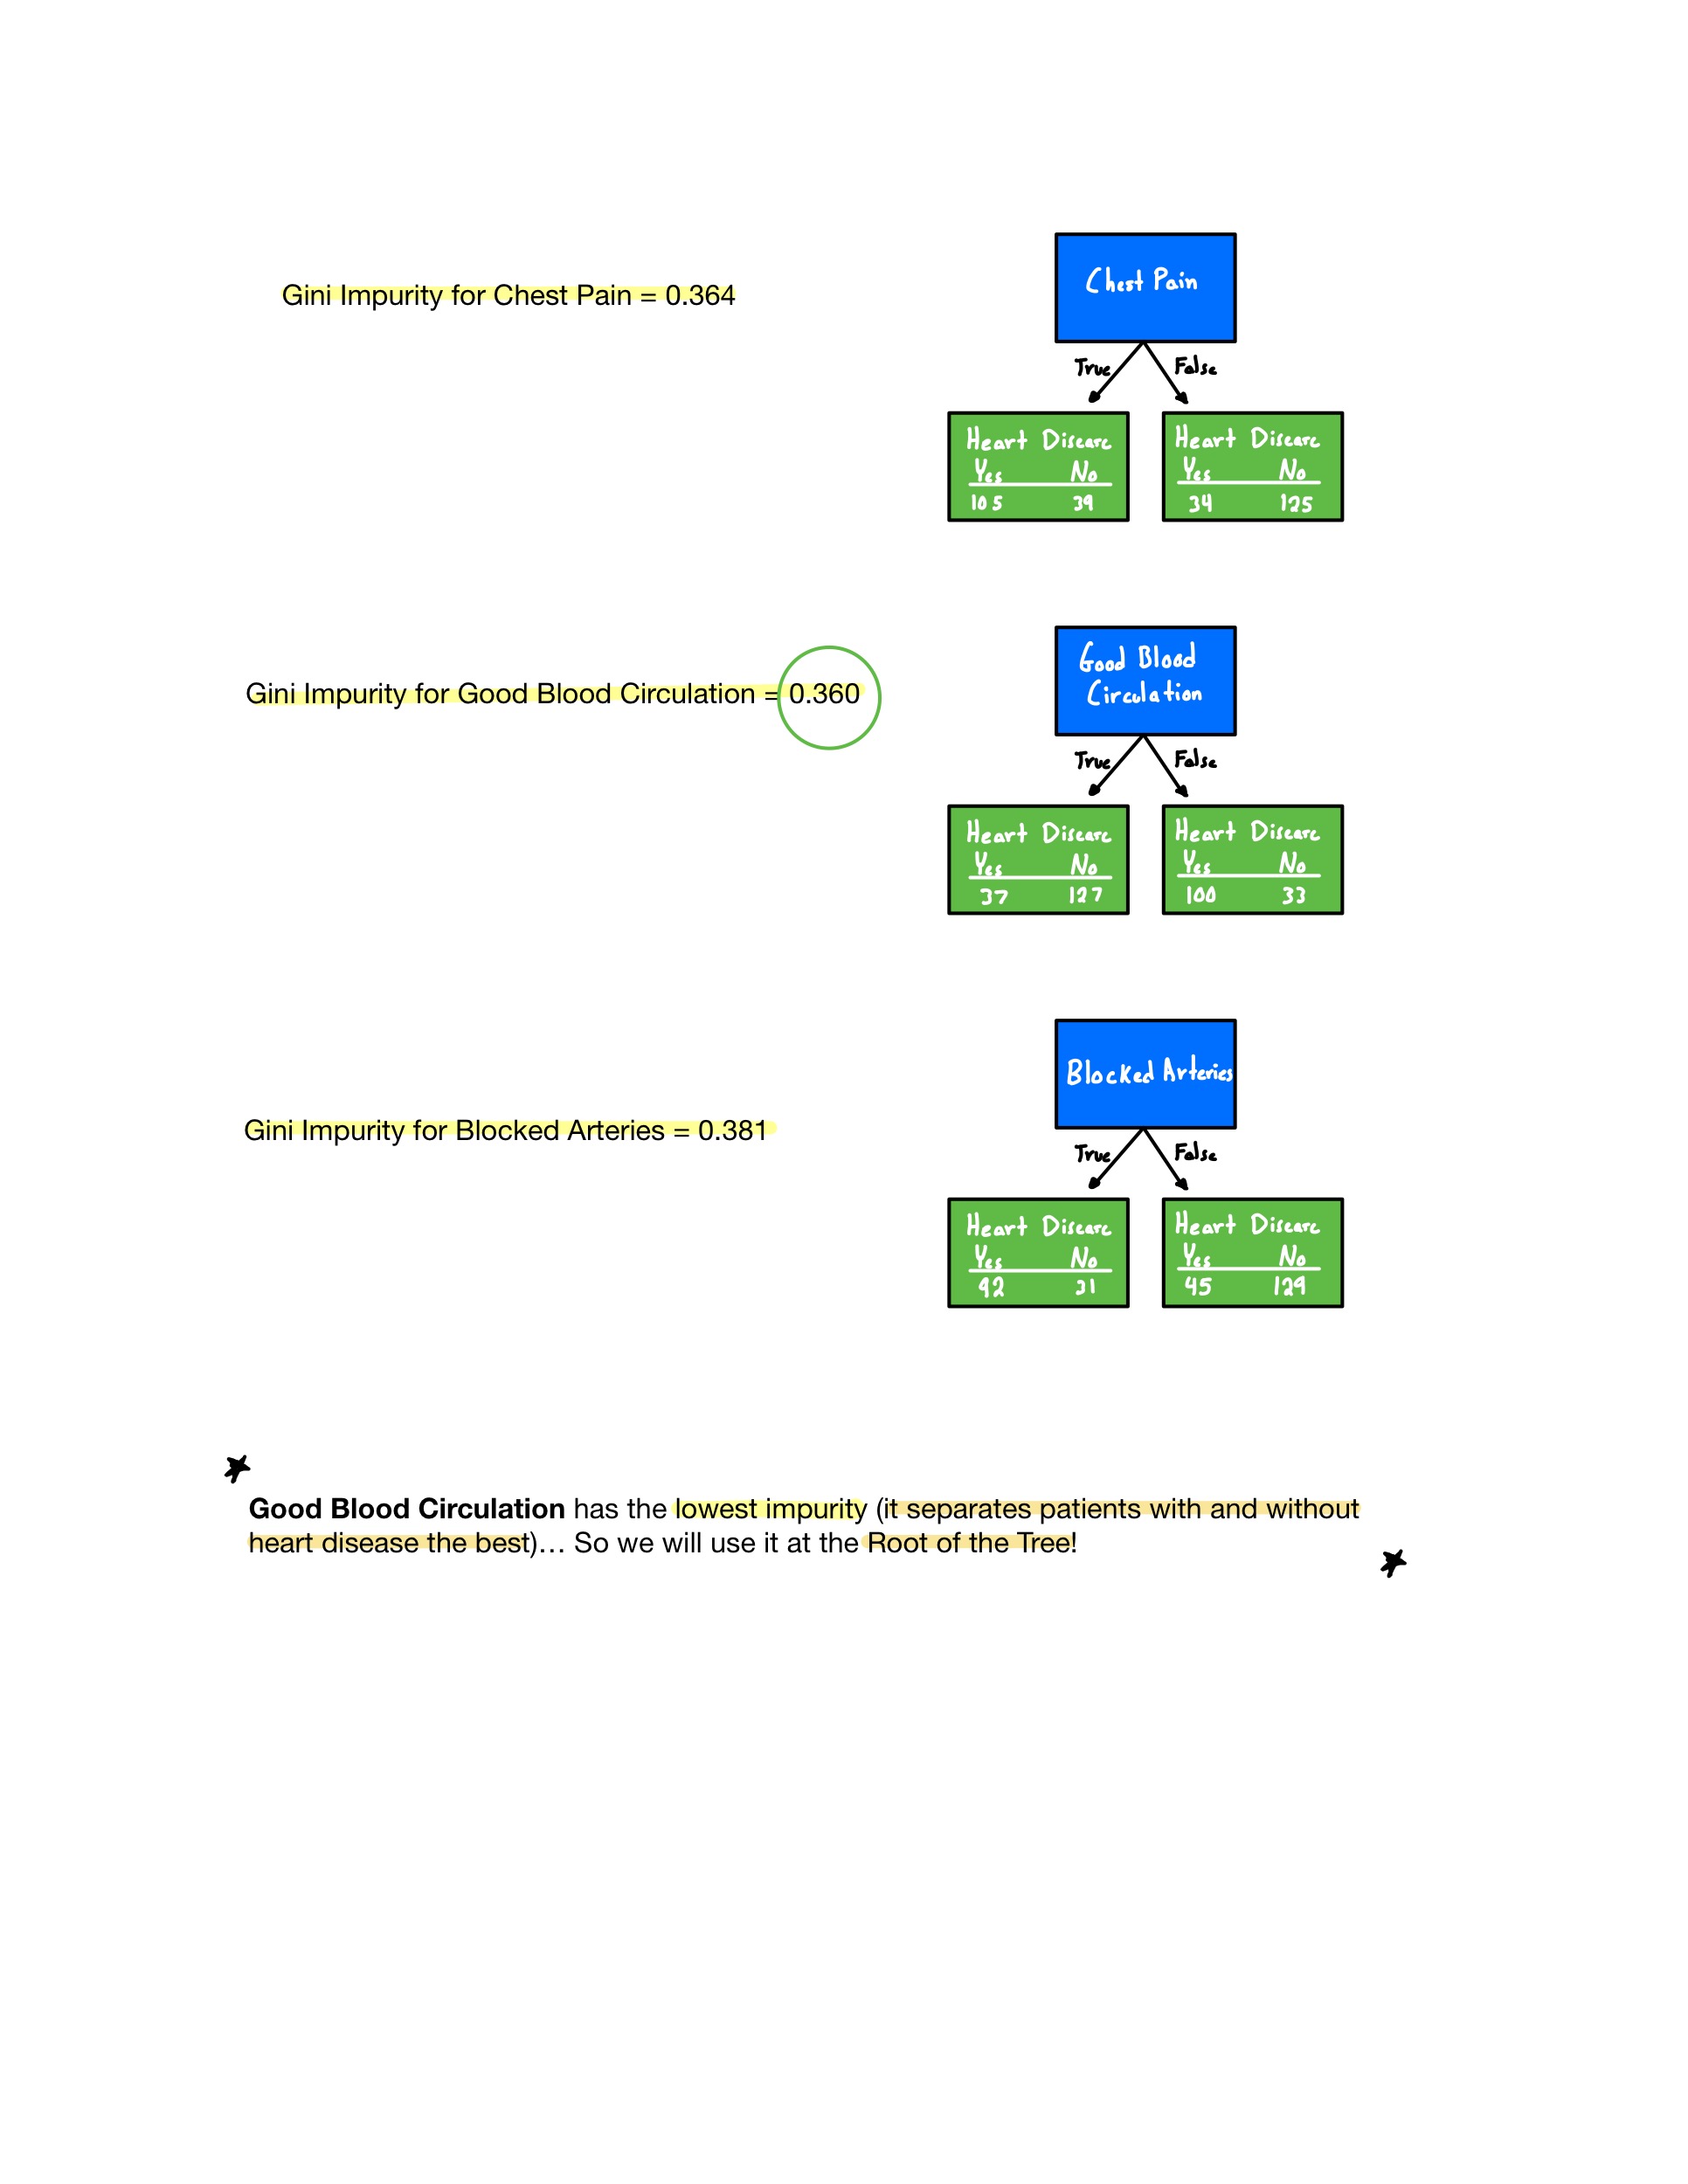 Gini Impurity for Chest Pain = 0.364
Chest Pain
True False
Heart Disease Heart Disease
Yes No Yes No
105 39 34 125
Gini Impurity for Good Blood Circulation = 0.360
Good Blood
Circulation
True False
Heart Disease Heart Disease
Yes No Yes No
37 127 100 33
Gini Impurity for Blocked Arteries = 0.381
Blocked Arteries
True False
Heart Disease Heart Disease
Yes No Yes No
92 31 45 129
Good Blood Circulation has the lowest impurity (it separates patients with and without
heart disease the best)… So we will use it at the Root of the Tree!